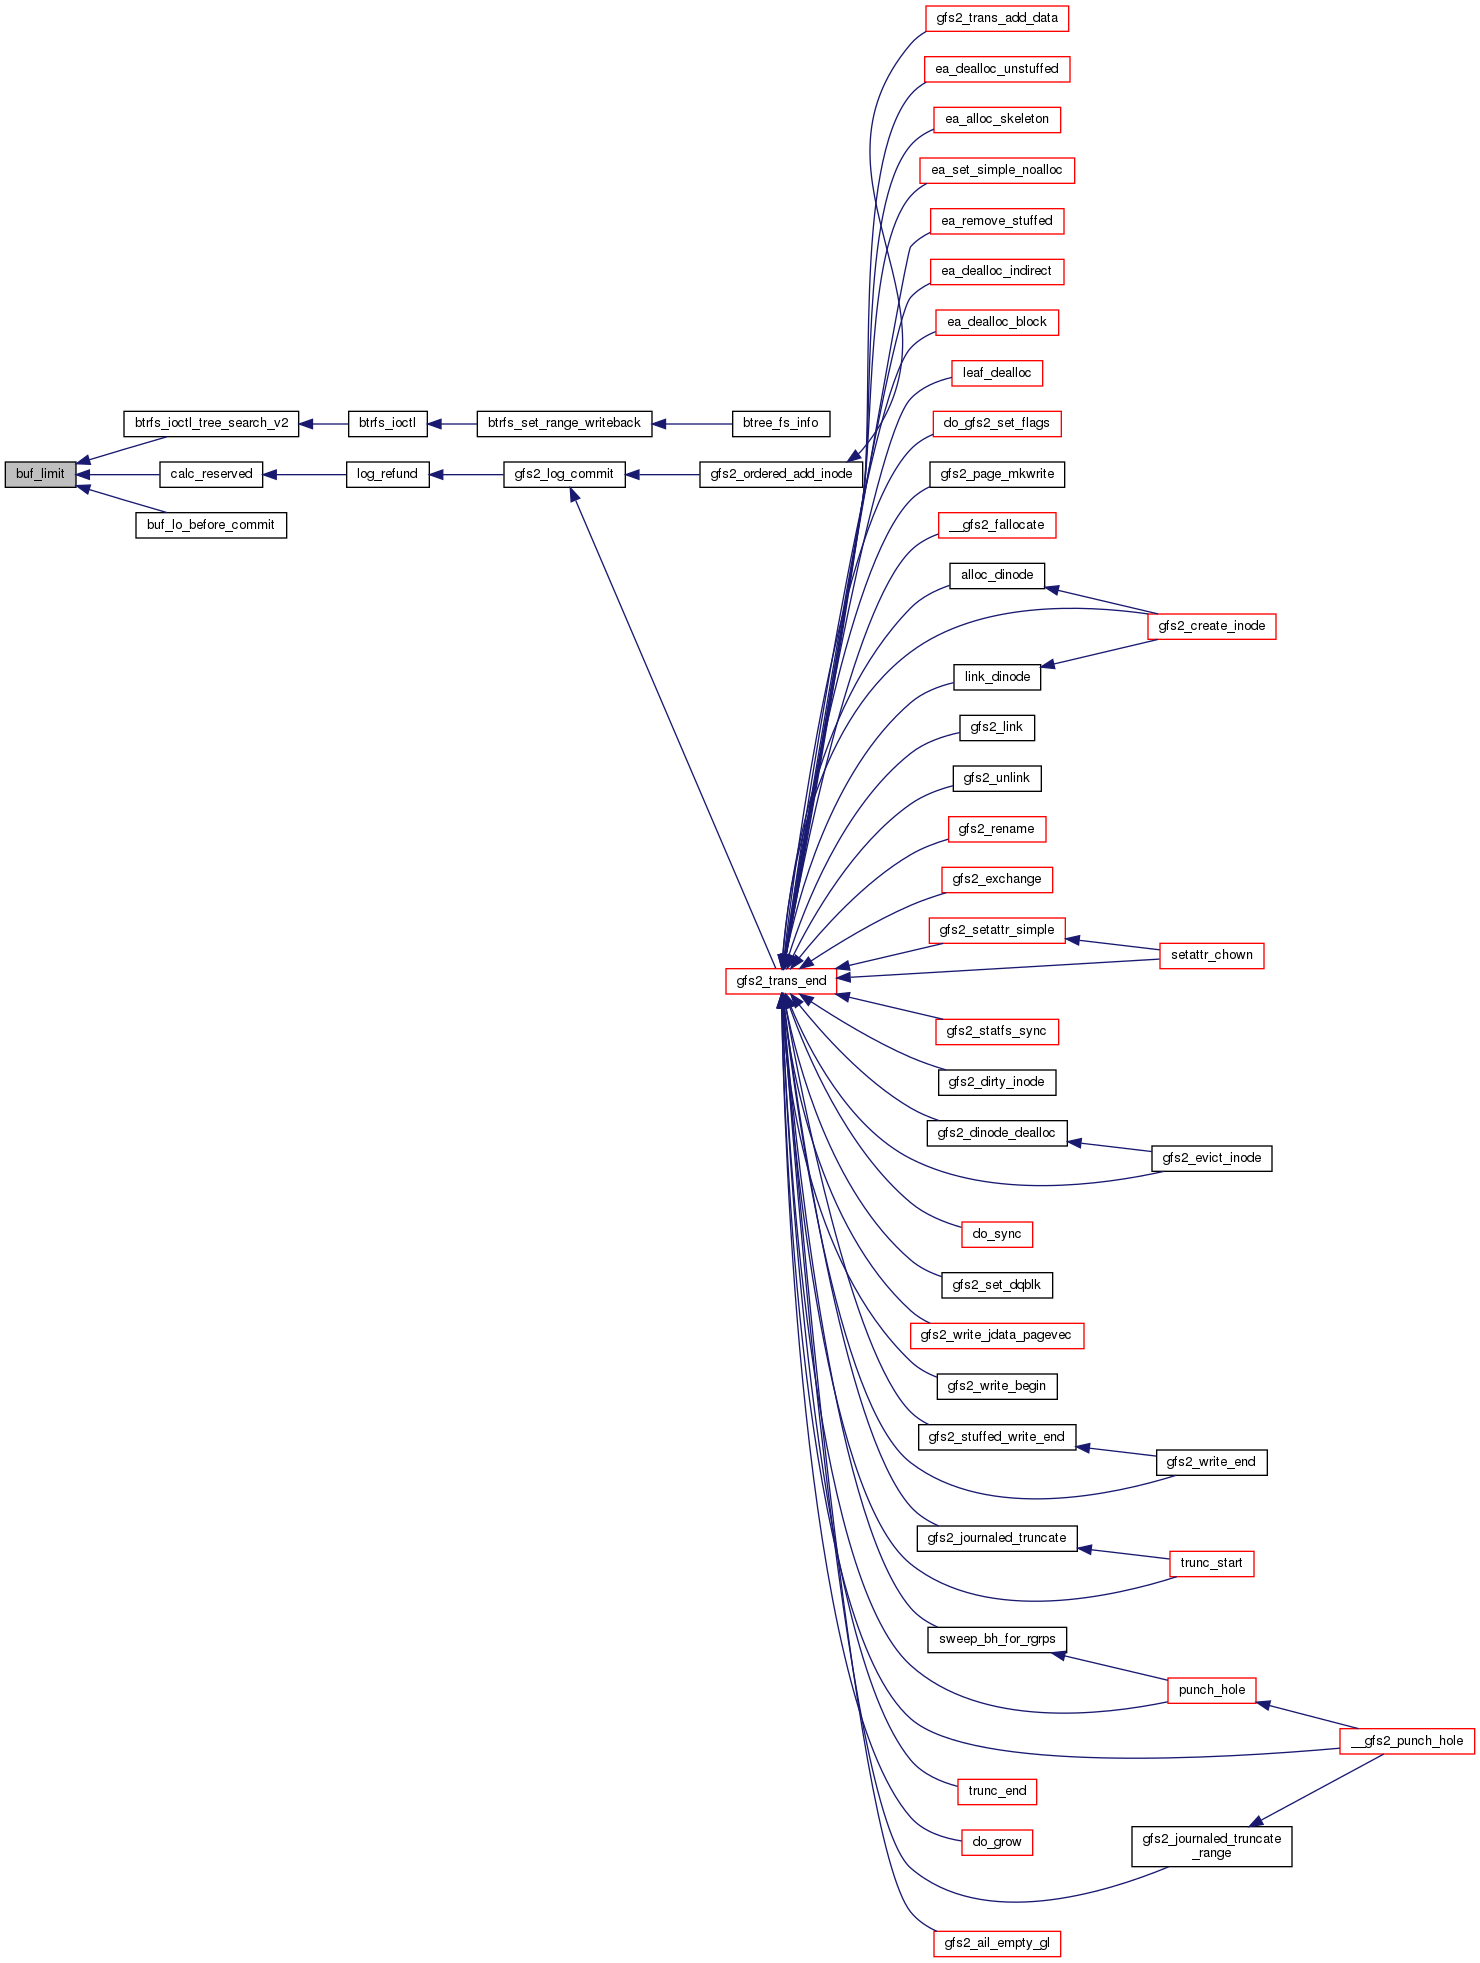 gfs2_trans_add_data
ea_dealloc_unstuffed
ea_alloc_skeleton
ea_set_simple_noalloc
ea_remove_stuffed
ea_dealloc_indirect
ea_dealloc_block
leaf_dealloc
btrfs_ioctl_tree_search_v2
btrfs_ioctl
btrfs_set_range_writeback
btree_fs_info
do_gfs2_set_flags
buf_limit
calc_reserved
log_refund
gfs2_log_commit
gfs2_ordered_add_inode
gfs2_page_mkwrite
buf_lo_before_commit
__gfs2_fallocate
alloc_dinode
gfs2_create_inode
link_dinode
gfs2_link
gfs2_unlink
gfs2_rename
gfs2_exchange
gfs2_setattr_simple
setattr_chown
gfs2_trans_end
gfs2_statfs_sync
gfs2_dirty_inode
gfs2_dinode_dealloc
gfs2_evict_inode
do_sync
gfs2_set_dqblk
gfs2_write_jdata_pagevec
gfs2_write_begin
gfs2_stuffed_write_end
gfs2_write_end
gfs2_journaled_truncate
trunc_start
sweep_bh_for_rgrps
punch_hole
__gfs2_punch_hole
trunc_end
do_grow
gfs2_journaled_truncate
_range
gfs2_ail_empty_gl